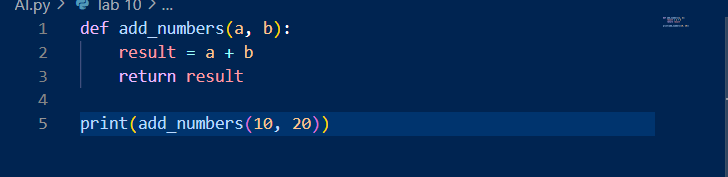 AI.py > lab 10 > ...
1 def add_numbers(a, b):
2     result = a + b
3     return result
4
5 print(add_numbers(10, 20))